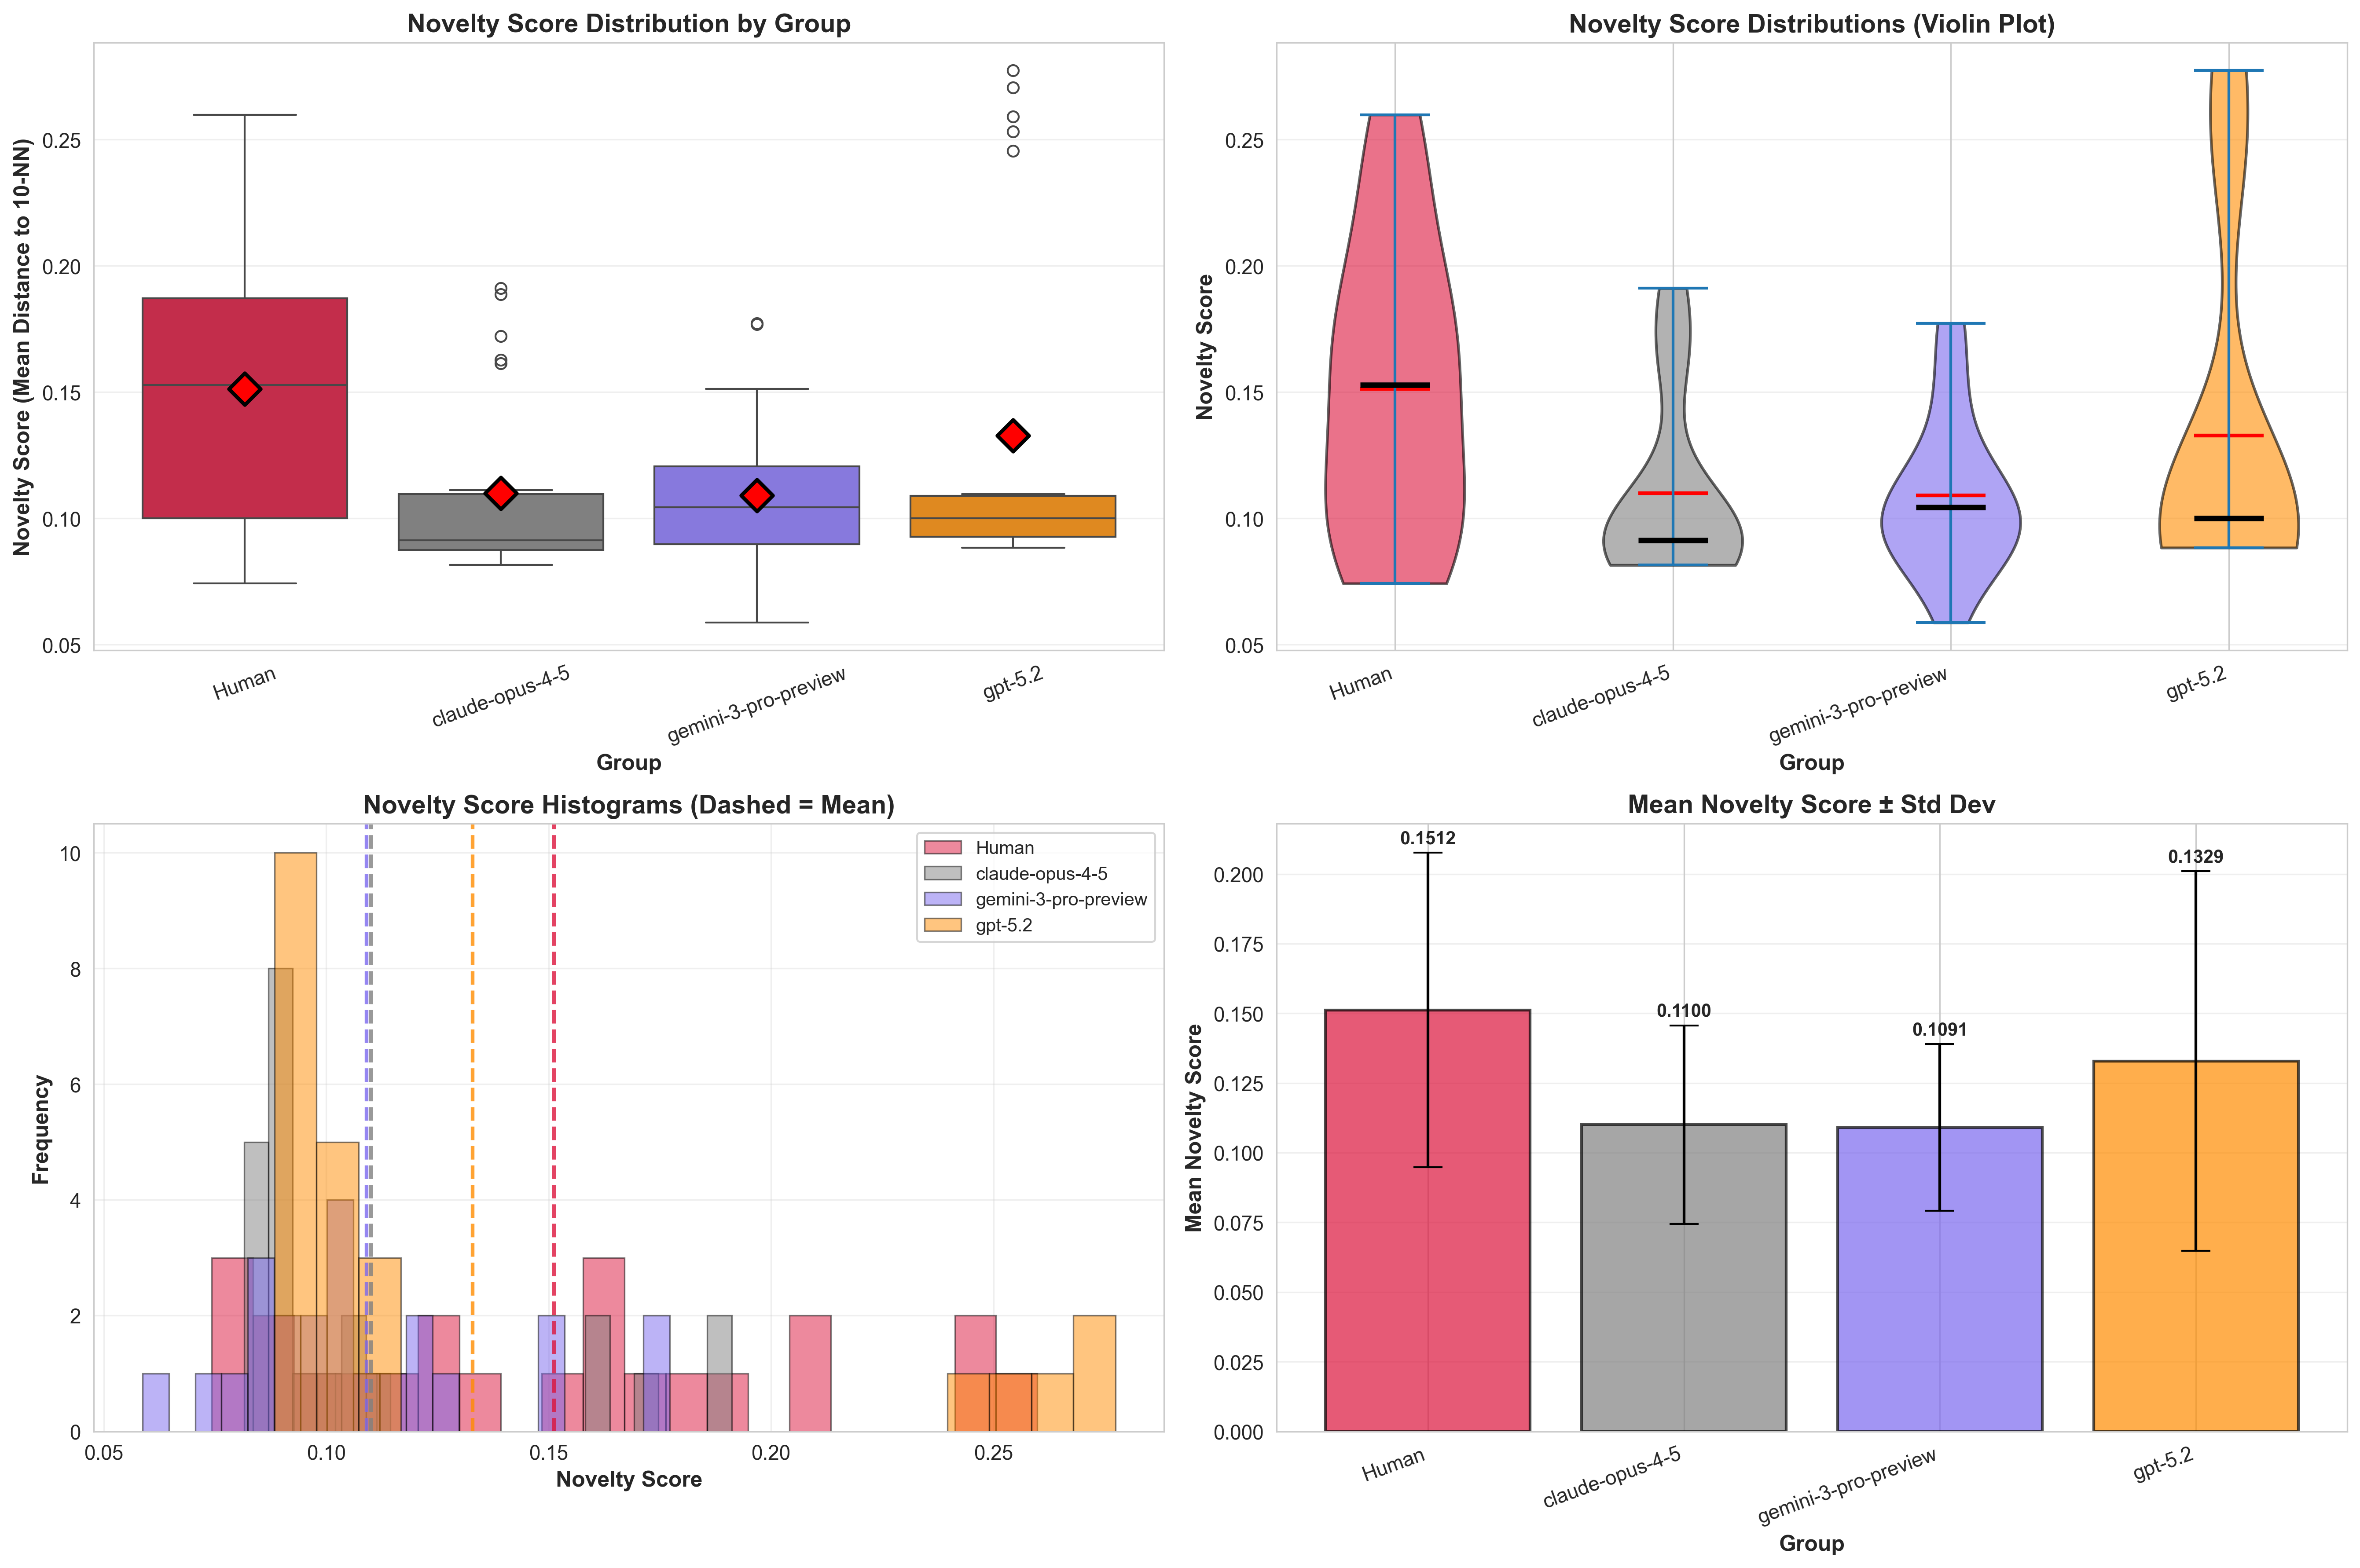 Novelty Score Distribution by Group
Novelty Score (Mean Distance to 10-NN)
0.25
0.20
0.15
0.10
0.05
Human
claude-opus-4-5
gemini-3-pro-preview
gpt-5.2
Group
Novelty Score Distributions (Violin Plot)
Novelty Score
0.25
0.20
0.15
0.10
0.05
Human
claude-opus-4-5
gemini-3-pro-preview
gpt-5.2
Group
Novelty Score Histograms (Dashed = Mean)
Frequency
10
8
6
4
2
0
0.05
0.10
0.15
0.20
0.25
Novelty Score
Human
claude-opus-4-5
gemini-3-pro-preview
gpt-5.2
Mean Novelty Score ± Std Dev
Mean Novelty Score
0.200
0.175
0.150
0.125
0.100
0.075
0.050
0.025
0.000
0.1512
0.1100
0.1091
0.1329
Human
claude-opus-4-5
gemini-3-pro-preview
gpt-5.2
Group